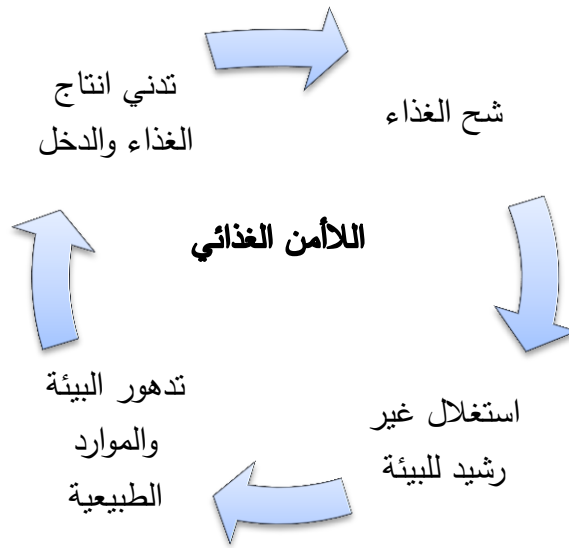 تدني انتاج
الغذاء والدخل
شح الغذاء
اللاأمن الغذائي
استغلال غير
رشيد للبيئة
تدهور البيئة
والموارد
الطبيعية